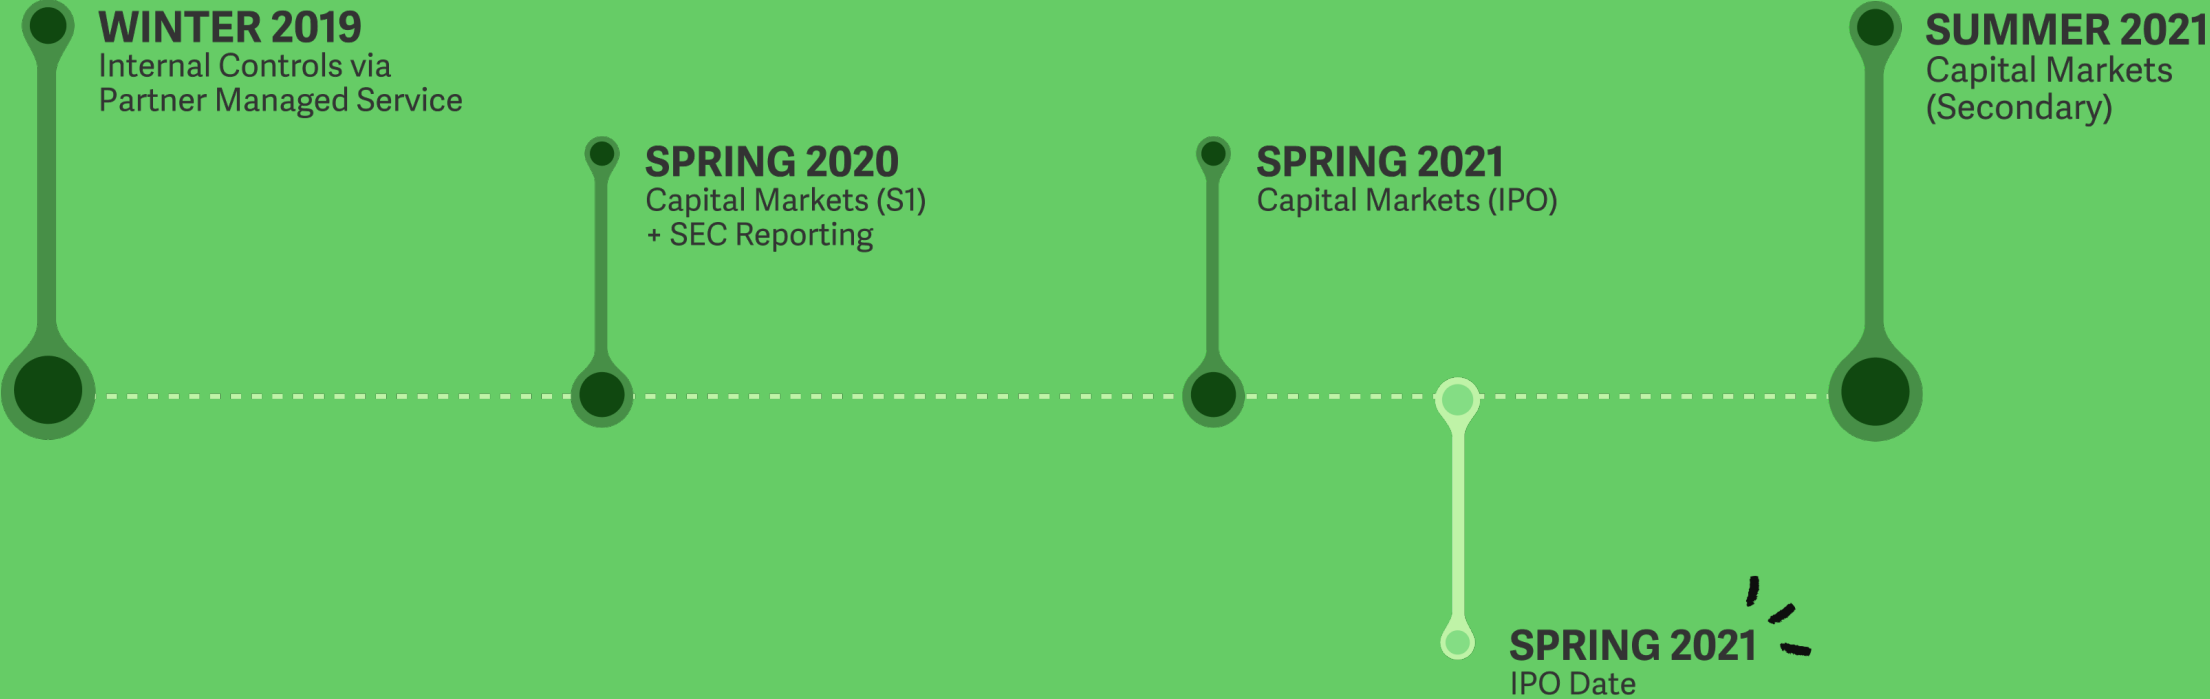 WINTER 2019
Internal Controls via
Partner Managed Service
SPRING 2020
Capital Markets (S1)
+ SEC Reporting
SPRING 2021
Capital Markets (IPO)
SPRING 2021
IPO Date
SUMMER 2021
Capital Markets
(Secondary)